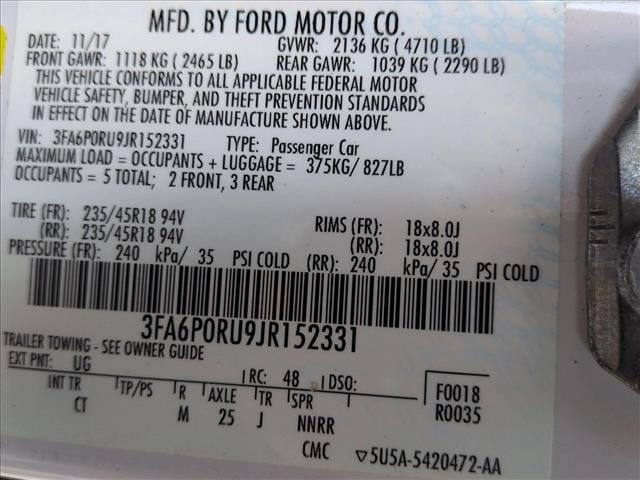 MFD. BY FORD MOTOR CO.
DATE: 11/17 GVWR: 2136 KG ( 4710 LB)
FRONT GAWR: 1118 KG ( 2465 LB) REAR GAWR: 1039 KG ( 2290 LB)
THIS VEHICLE CONFORMS TO ALL APPLICABLE FEDERAL MOTOR
VEHICLE SAFETY, BUMPER, AND THEFT PREVENTION STANDARDS
IN EFFECT ON THE DATE OF MANUFACTURE SHOWN ABOVE.
VIN: 3FA6P0RU9JR152331 TYPE: Passenger Car
MAXIMUM LOAD = OCCUPANTS + LUGGAGE = 375KG/ 827LB
OCCUPANTS = 5 TOTAL; 2 FRONT, 3 REAR
TIRE (FR): 235/45R18 94V RIMS (FR): 18x8.0J
(RR): 235/45R18 94V (RR): 18x8.0J
PRESSURE (FR): 240 kPa/ 35 PSI COLD (RR): 240 kPa/ 35 PSI COLD
3FA6P0RU9JR152331
TRAILER TOWING - SEE OWNER GUIDE
EXT PNT: UG RC: 48 DSO: F0018
INT TR TP/PS R AXLE TR SPR R0035
CT M 25 J NNRR
CMC ▽5U5A-5420472-AA